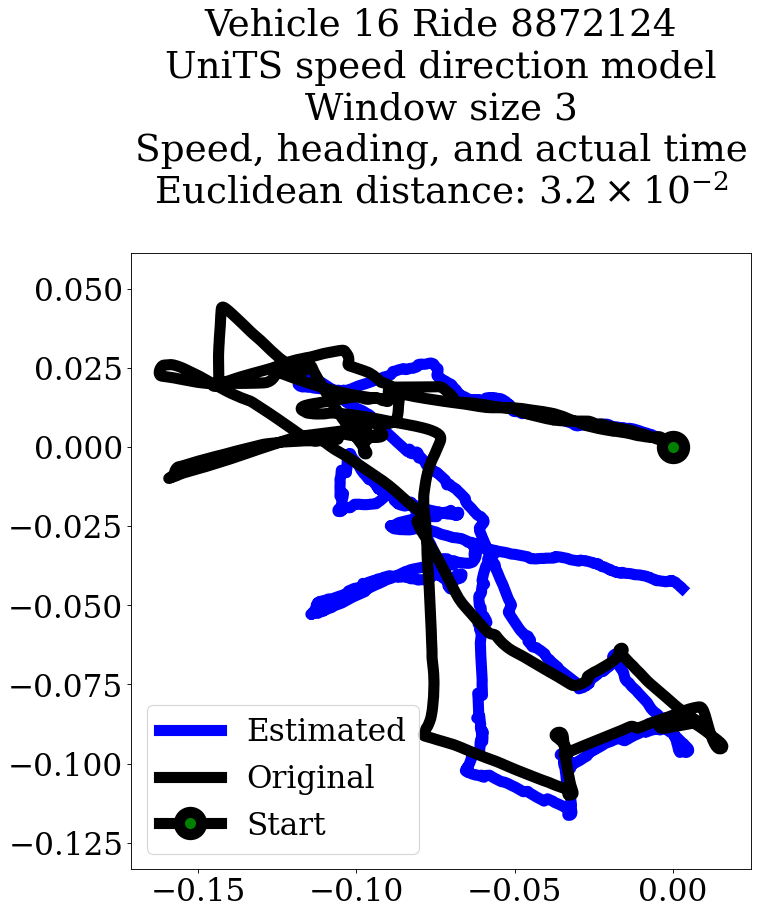 Vehicle 16 Ride 8872124
UniTS speed direction model
Window size 3
Speed, heading, and actual time
Euclidean distance: 3.2 × 10⁻²
0.050
0.025
0.000
−0.025
−0.050
−0.075
−0.100
−0.125
Estimated
Original
Start
−0.15
−0.10
−0.05
0.00